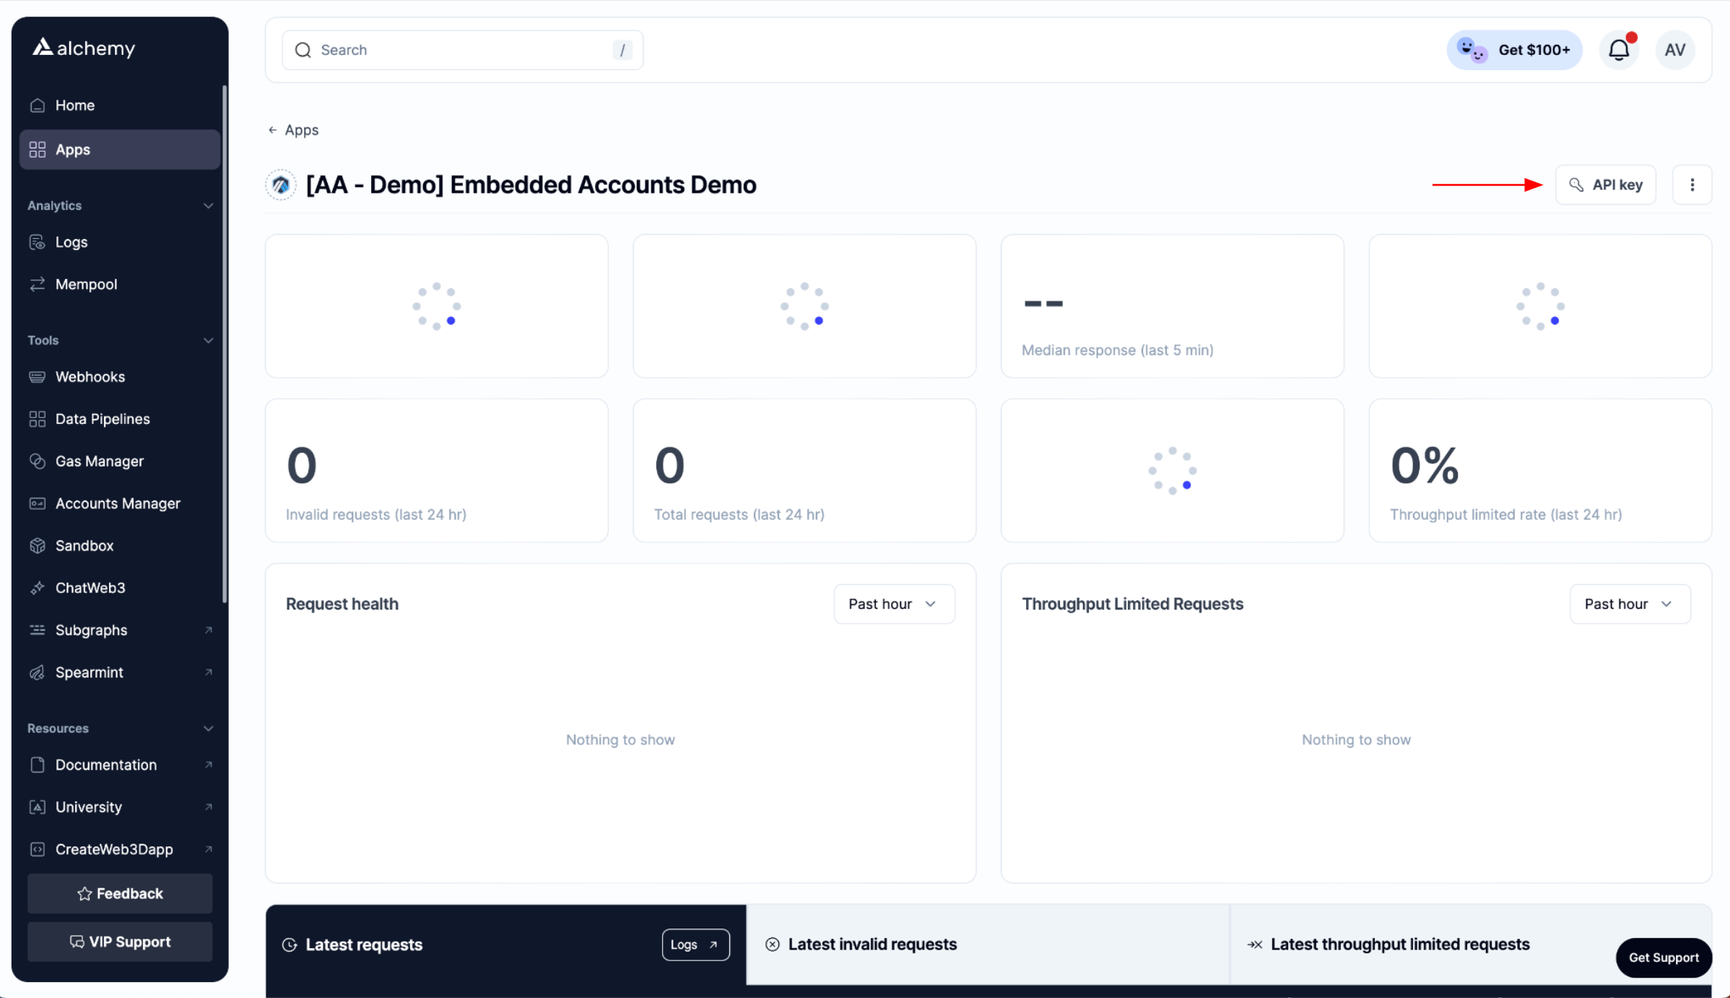 alchemy
Search /
Get $100+
AV
Home
Apps
Analytics
Logs
Mempool
Tools
Webhooks
Data Pipelines
Gas Manager
Accounts Manager
Sandbox
ChatWeb3
Subgraphs
Spearmint
Resources
Documentation
University
CreateWeb3Dapp
Feedback
VIP Support
← Apps
[AA - Demo] Embedded Accounts Demo
API key
--
Median response (last 5 min)
0
Invalid requests (last 24 hr)
0
Total requests (last 24 hr)
0%
Throughput limited rate (last 24 hr)
Request health
Past hour
Nothing to show
Throughput Limited Requests
Past hour
Nothing to show
Latest requests
Logs
Latest invalid requests
Latest throughput limited requests
Get Support